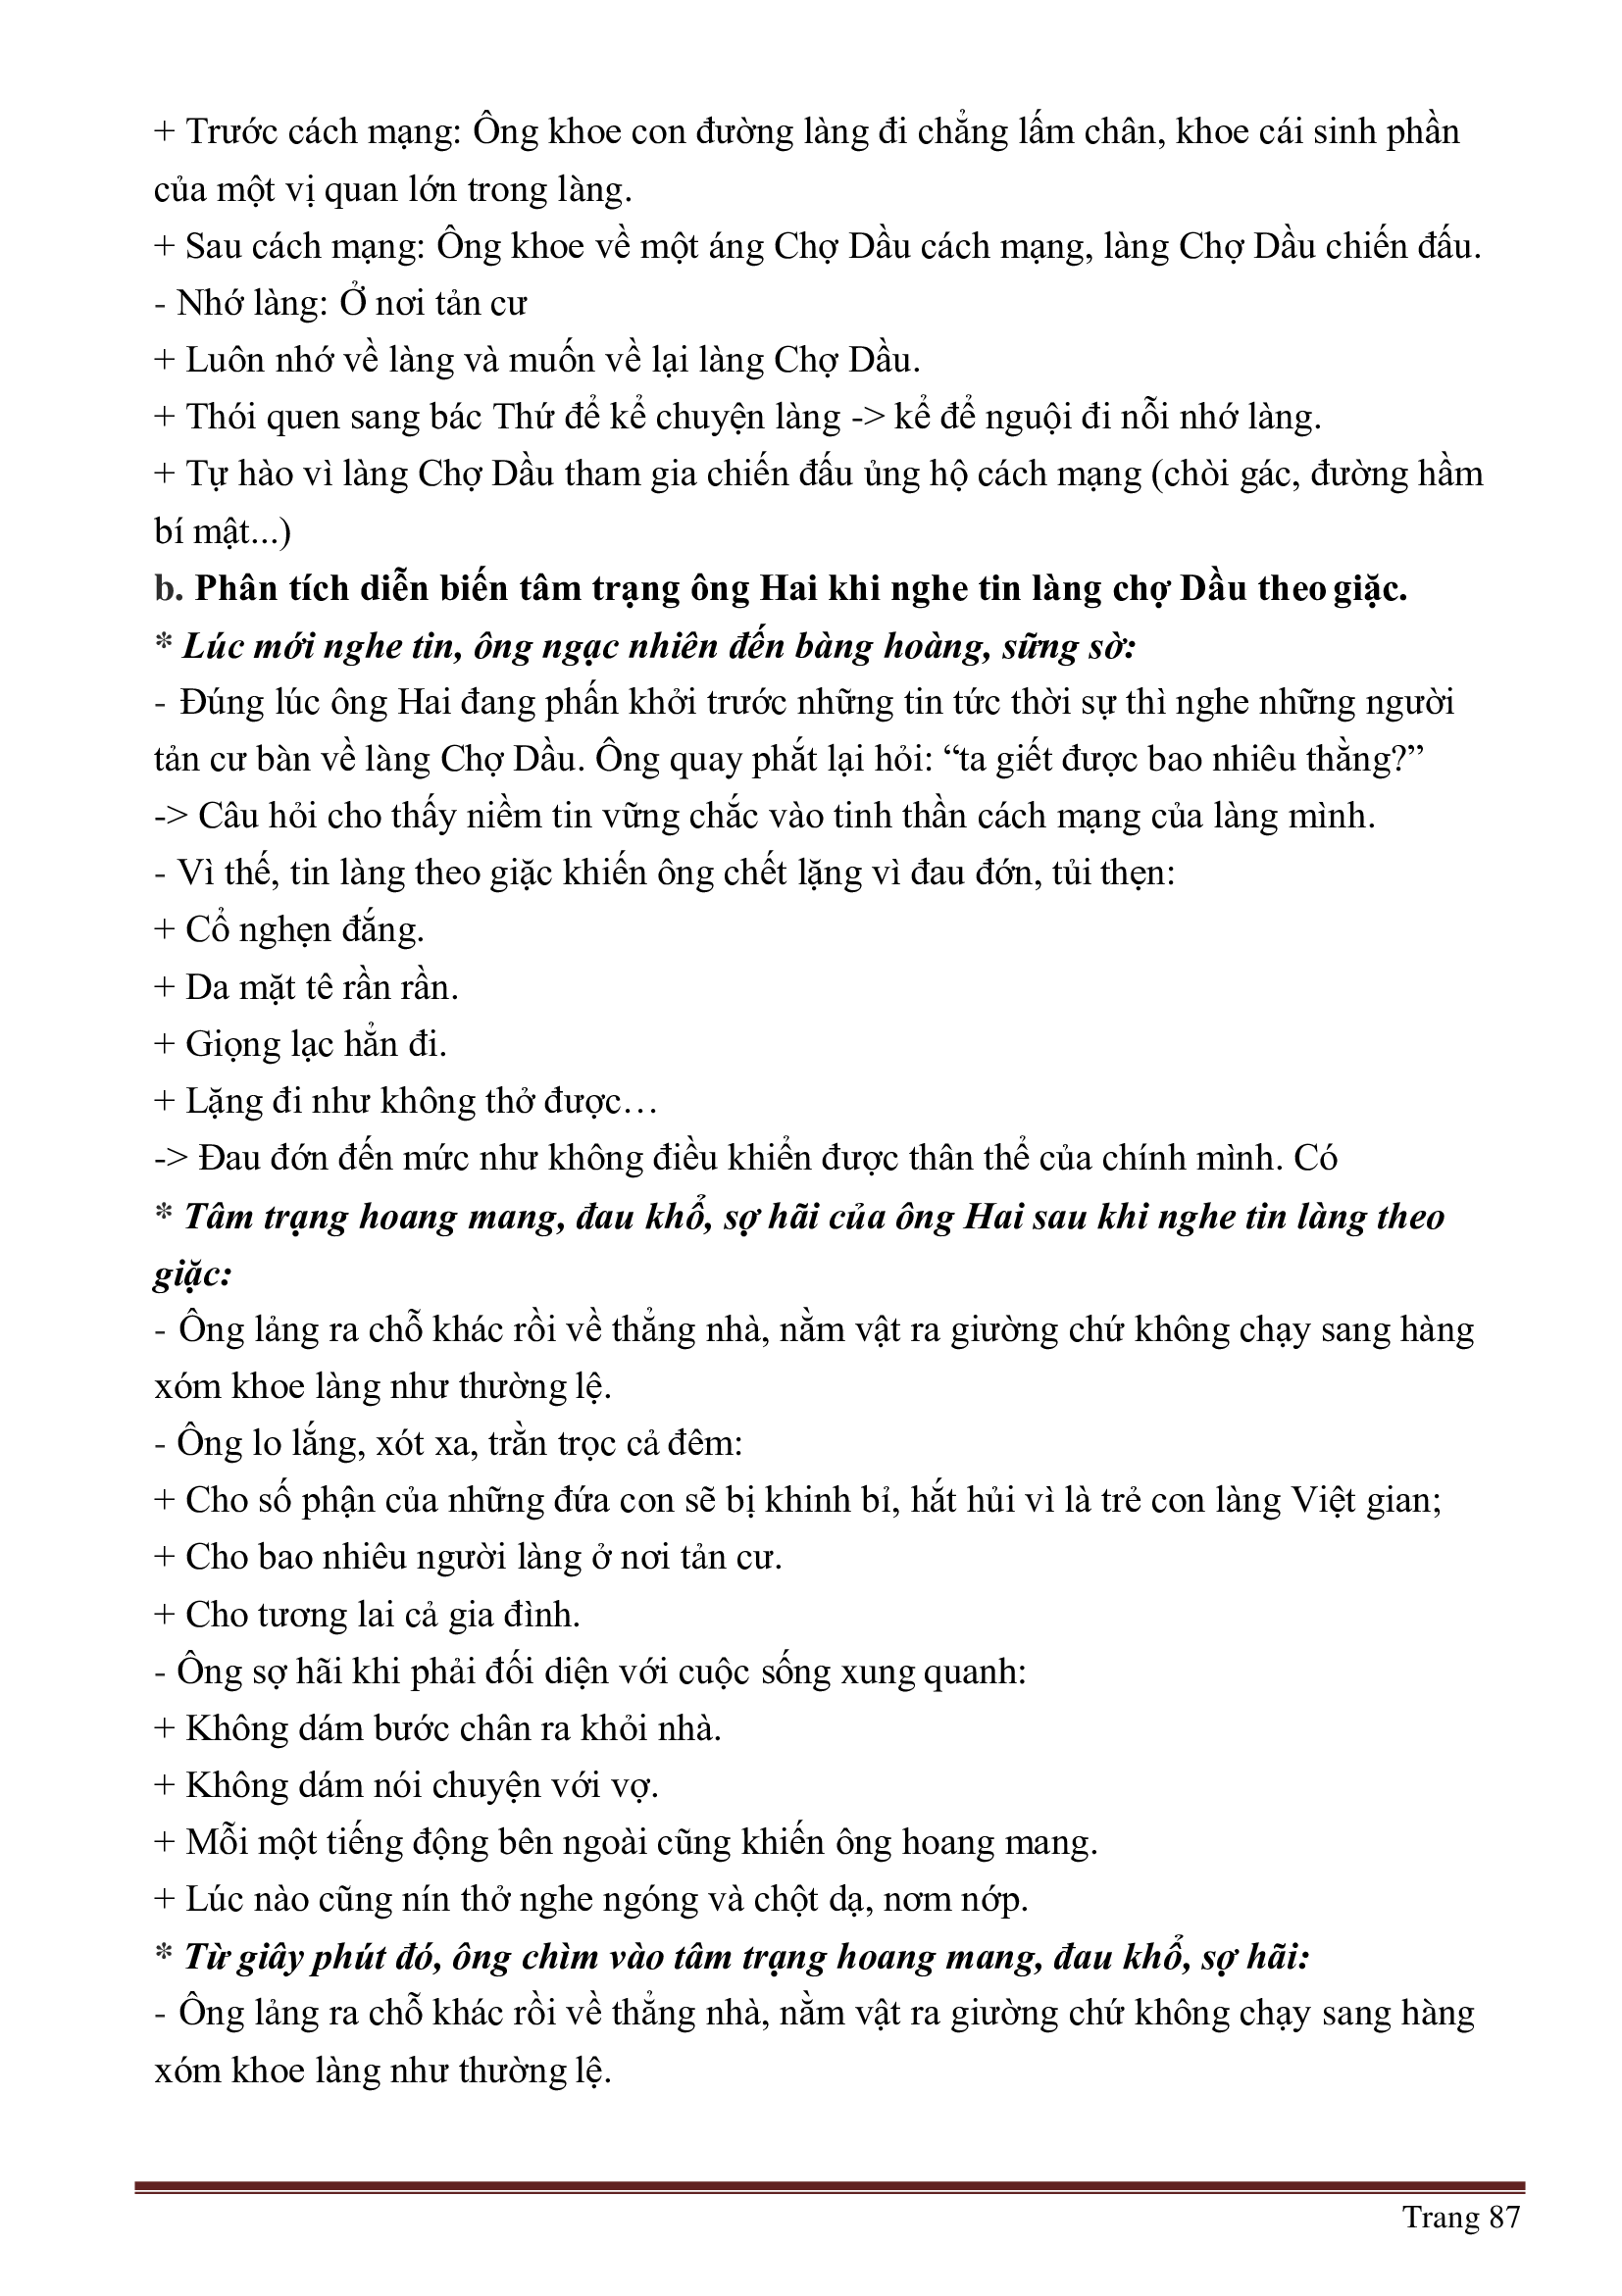 + Trước cách mạng: Ông khoe con đường làng đi chẳng lấm chân, khoe cái sinh phần
của một vị quan lớn trong làng.
+ Sau cách mạng: Ông khoe về một áng Chợ Dầu cách mạng, làng Chợ Dầu chiến đấu.
- Nhớ làng: Ở nơi tản cư
+ Luôn nhớ về làng và muốn về lại làng Chợ Dầu.
+ Thói quen sang bác Thứ để kể chuyện làng -> kể để nguội đi nỗi nhớ làng.
+ Tự hào vì làng Chợ Dầu tham gia chiến đấu ủng hộ cách mạng (chòi gác, đường hầm
bí mật...)
b. Phân tích diễn biến tâm trạng ông Hai khi nghe tin làng chợ Dầu theo giặc.
* Lúc mới nghe tin, ông ngạc nhiên đến bàng hoàng, sững sờ:
- Đúng lúc ông Hai đang phấn khởi trước những tin tức thời sự thì nghe những người
tản cư bàn về làng Chợ Dầu. Ông quay phắt lại hỏi: “ta giết được bao nhiêu thằng?”
-> Câu hỏi cho thấy niềm tin vững chắc vào tinh thần cách mạng của làng mình.
- Vì thế, tin làng theo giặc khiến ông chết lặng vì đau đớn, tủi thẹn:
+ Cổ nghẹn đắng.
+ Da mặt tê rần rần.
+ Giọng lạc hẳn đi.
+ Lặng đi như không thở được…
-> Đau đớn đến mức như không điều khiển được thân thể của chính mình. Có
* Tâm trạng hoang mang, đau khổ, sợ hãi của ông Hai sau khi nghe tin làng theo
giặc:
- Ông lảng ra chỗ khác rồi về thẳng nhà, nằm vật ra giường chứ không chạy sang hàng
xóm khoe làng như thường lệ.
- Ông lo lắng, xót xa, trằn trọc cả đêm:
+ Cho số phận của những đứa con sẽ bị khinh bỉ, hắt hủi vì là trẻ con làng Việt gian;
+ Cho bao nhiêu người làng ở nơi tản cư.
+ Cho tương lai cả gia đình.
- Ông sợ hãi khi phải đối diện với cuộc sống xung quanh:
+ Không dám bước chân ra khỏi nhà.
+ Không dám nói chuyện với vợ.
+ Mỗi một tiếng động bên ngoài cũng khiến ông hoang mang.
+ Lúc nào cũng nín thở nghe ngóng và chột dạ, nơm nớp.
* Từ giây phút đó, ông chìm vào tâm trạng hoang mang, đau khổ, sợ hãi:
- Ông lảng ra chỗ khác rồi về thẳng nhà, nằm vật ra giường chứ không chạy sang hàng
xóm khoe làng như thường lệ.
Trang 87